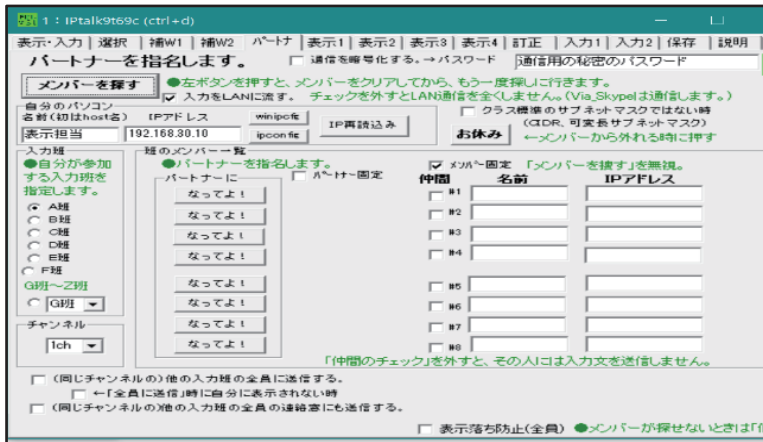 1：IPtalk9t69c (ctrl+d)
表示・入力 選択 補W1 補W2 パートナ 表示1 表示2 表示3 表示4 訂正 入力1 入力2 保存 説明
パートナーを指名します。 通信を暗号化する。→パスワード 通信用の秘密のパスワード
メンバーを探す ●左ボタンを押すと、メンバーをクリアしてから、もう一度探しに行きます。
入力をLANに流す。 チェックを外すとLAN通信を全くしません。(Via_Skypeは通信します。)
自分のパソコン
名前(初はhost名) IPアドレス winipcfg IP再読込み クラス標準のサブネットマスクではない時
(CIDR、可変長サブネットマスク)
表示担当 192.168.30.10 ipconfig お休み ←メンバーから外れる時に押す
入力班 班のメンバー一覧
●自分が参加する入力班を指定します。
●パートナーを指名します。 メンバー固定 「メンバーを捜す」を無視。
パートナーに パートナー固定 仲間 名前 IPアドレス
A班 なってよ！ #1
B班 なってよ！ #2
C班 なってよ！ #3
D班 なってよ！ #4
E班
F班
G班～Z班 なってよ！ #5
G班 なってよ！ #6
チャンネル なってよ！ #7
1ch なってよ！ #8
「仲間のチェック」を外すと、その人には入力文を送信しません。
(同じチャンネルの)他の入力班の全員に送信する。
←「全員に送信」時に自分に表示されない時
(同じチャンネルの)他の入力班の全員の連絡窓にも送信する。
表示落ち防止(全員) ●メンバーが探せないときは「